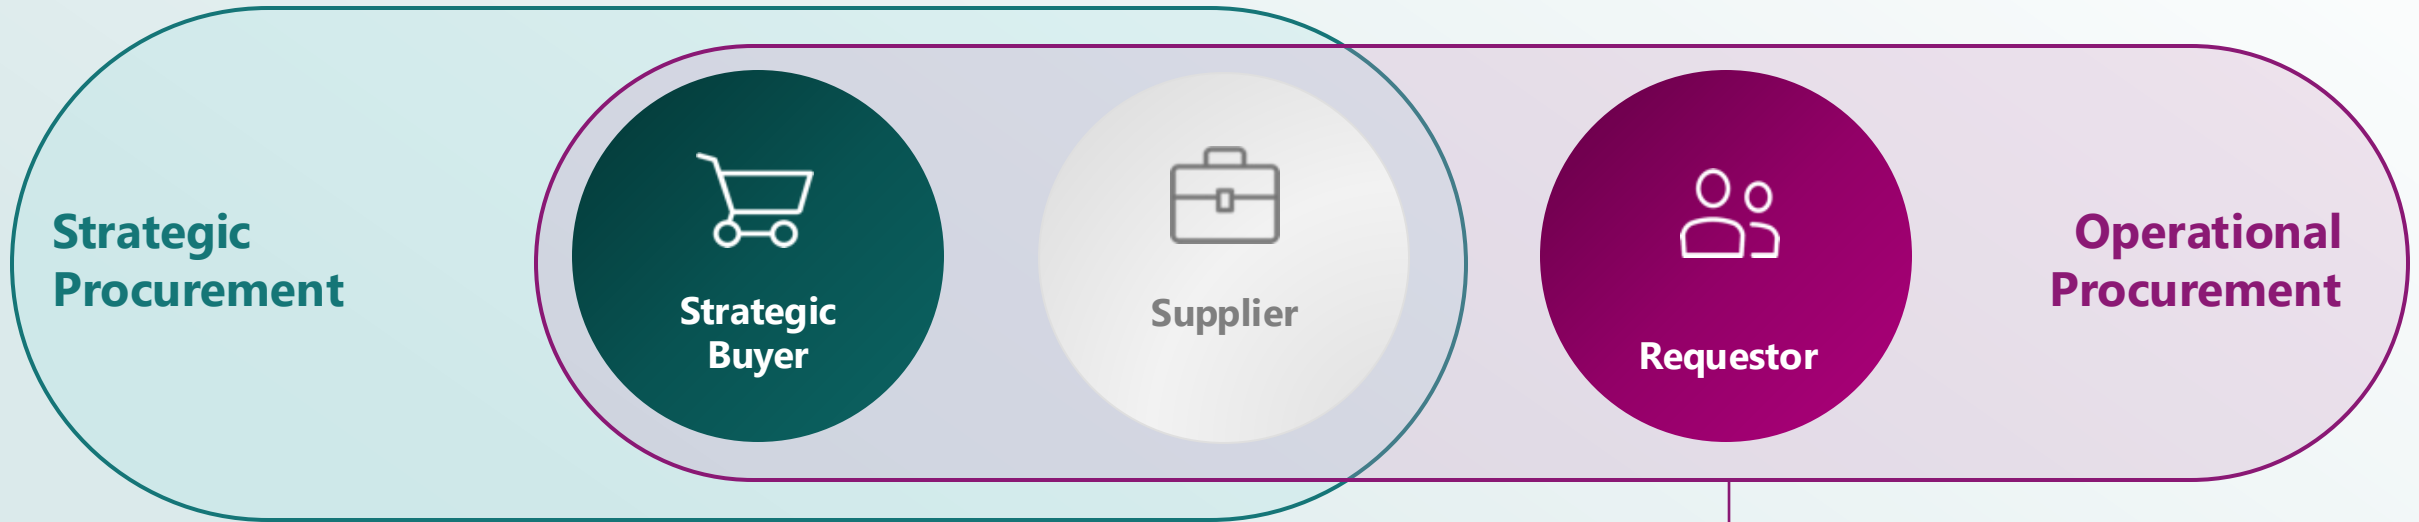 Strategic
Procurement
Strategic
Buyer
Supplier
Requestor
Operational
Procurement